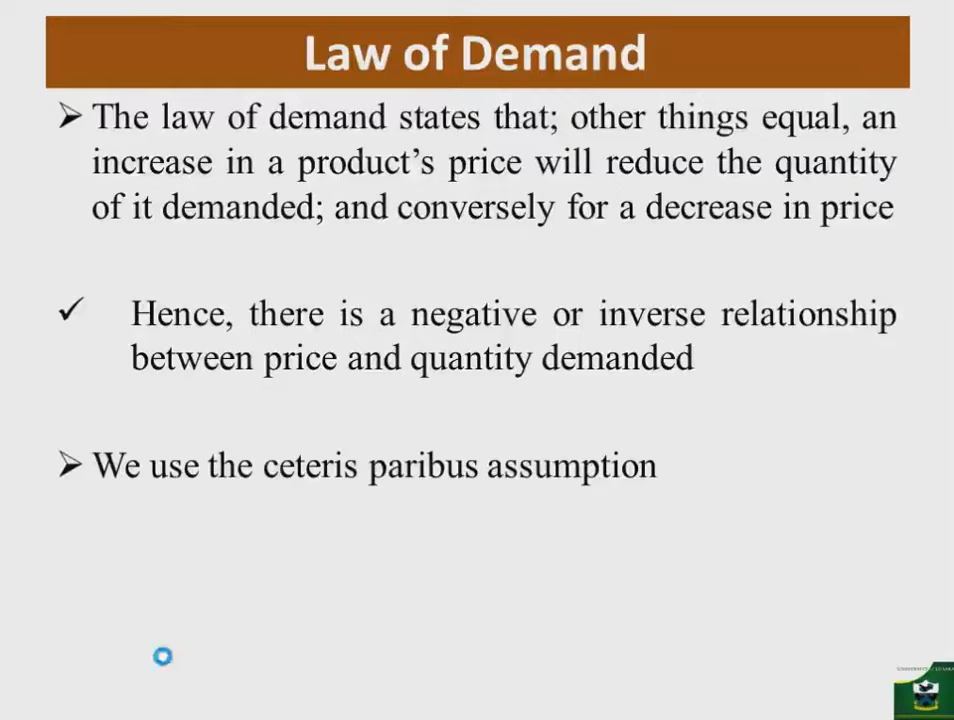 Law of Demand
The law of demand states that; other things equal, an
increase in a product’s price will reduce the quantity
of it demanded; and conversely for a decrease in price
Hence, there is a negative or inverse relationship
between price and quantity demanded
We use the ceteris paribus assumption